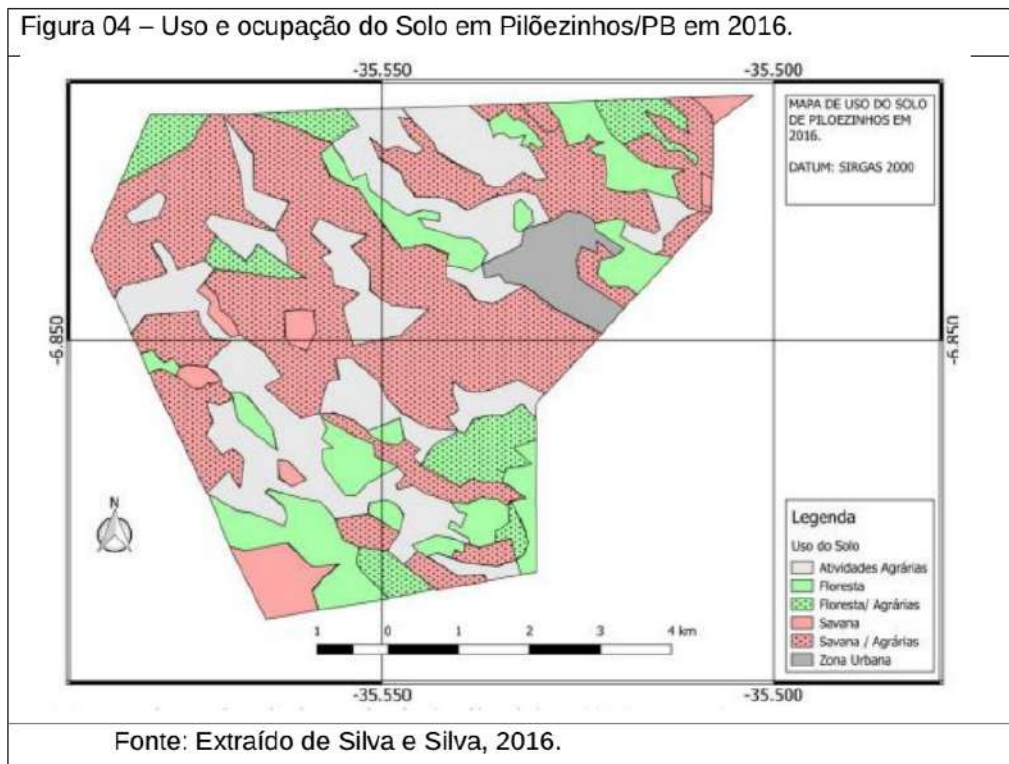 Figura 04 – Uso e ocupação do Solo em Pilõezinhos/PB em 2016.
-35.550
-35.500
MAPA DE USO DO SOLO
DE PILOEZINHOS EM
2016.
DATUM: SIRGAS 2000
-6.850
-6.850
N
Legenda
Uso do Solo
Atividades Agrárias
Floresta
Floresta/ Agrárias
Savana
Savana / Agrárias
Zona Urbana
1 0 1 2 3 4 km
-35.550
-35.500
Fonte: Extraído de Silva e Silva, 2016.